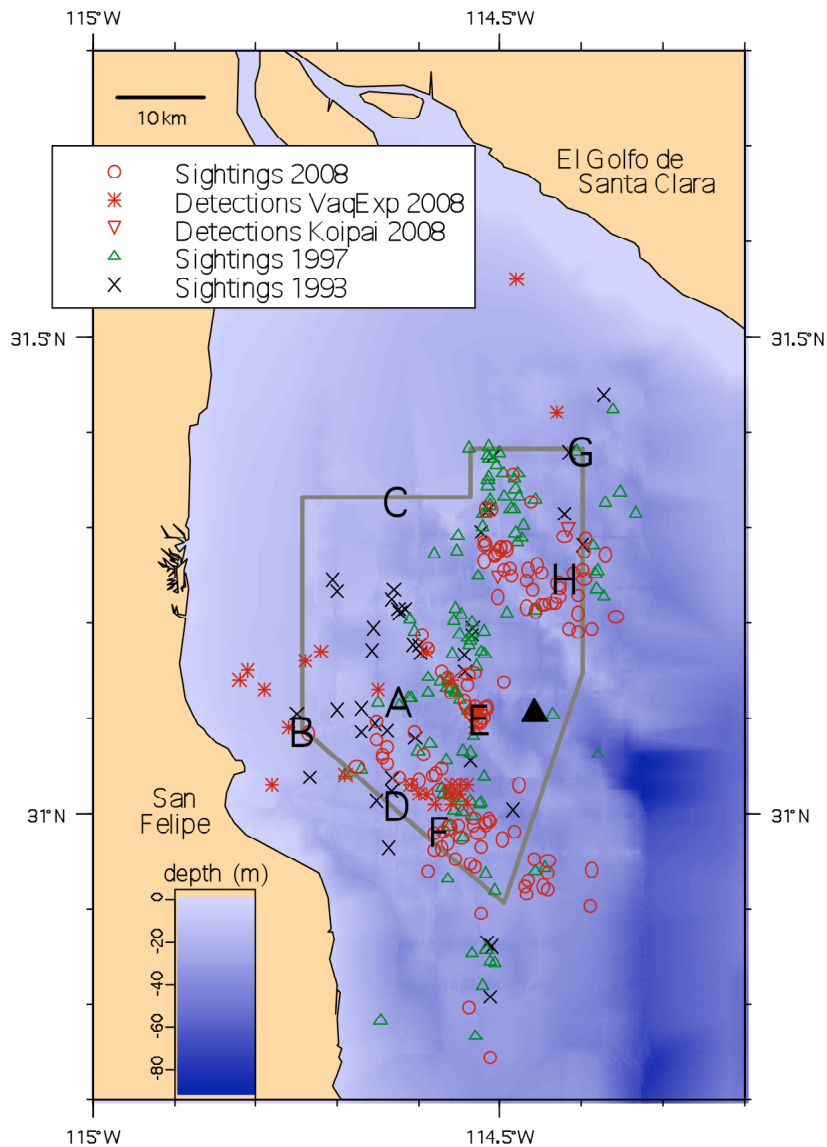 115°W 114.5°W
10 km
El Golfo de
Santa Clara
Sightings 2008
Detections VaqExp 2008
Detections Koipai 2008
Sightings 1997
Sightings 1993
31.5°N 31.5°N
G
C
H
A
B
E
D
F
31°N 31°N
San
Felipe
depth (m)
0
-20
-40
-60
-80
115°W 114.5°W